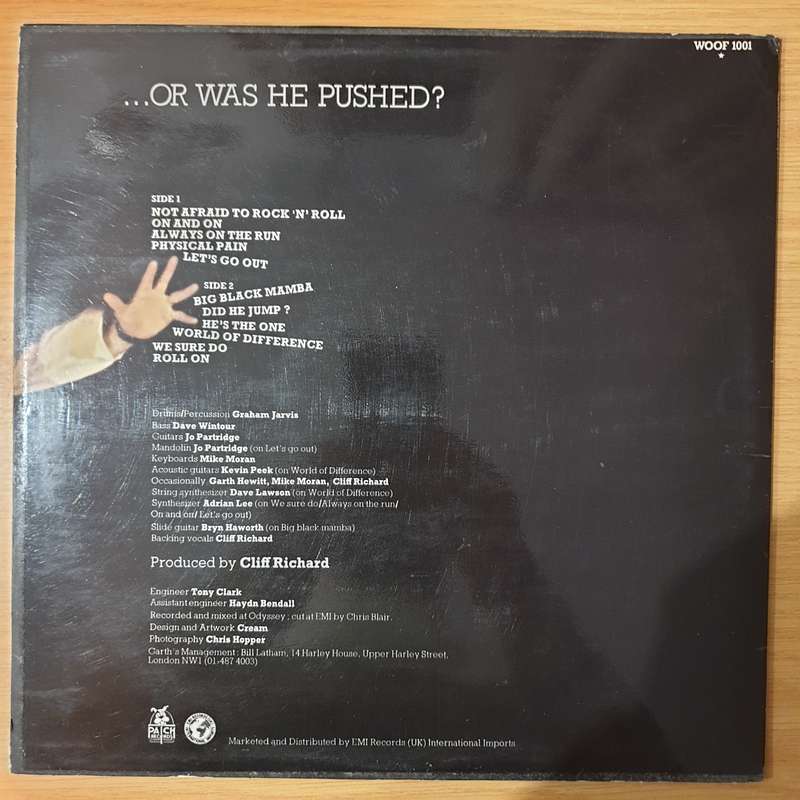 WOOF 1001
*
...OR WAS HE PUSHED?
SIDE 1
NOT AFRAID TO ROCK 'N' ROLL
ON AND ON
ALWAYS ON THE RUN
PHYSICAL PAIN
LET'S GO OUT
SIDE 2
BIG BLACK MAMBA
DID HE JUMP ?
HE'S THE ONE
WORLD OF DIFFERENCE
WE SURE DO
ROLL ON
Drums/Percussion Graham Jarvis
Bass Dave Wintour
Guitars Jo Partridge
Mandolin Jo Partridge (on Let's go out)
Keyboards Mike Moran
Acoustic guitars Kevin Peek (on World of Difference)
Occasionally Garth Hewitt, Mike Moran, Cliff Richard
String synthesizer Dave Lawson (on World of Difference)
Synthesizer Adrian Lee (on We sure do/Always on the run/
On and on/Let's go out)
Slide guitar Bryn Haworth (on Big black mamba)
Backing vocals Cliff Richard
Produced by Cliff Richard
Engineer Tony Clark
Assistant engineer Haydn Bendall
Recorded and mixed at Odyssey ; cut at EMI by Chris Blair.
Design and Artwork Cream
Photography Chris Hopper
Garth's Management : Bill Latham, 14 Harley House, Upper Harley Street,
London NW1 (01-487 4003)
PATCH
RECORDS
Marketed and Distributed by EMI Records (UK) International Imports